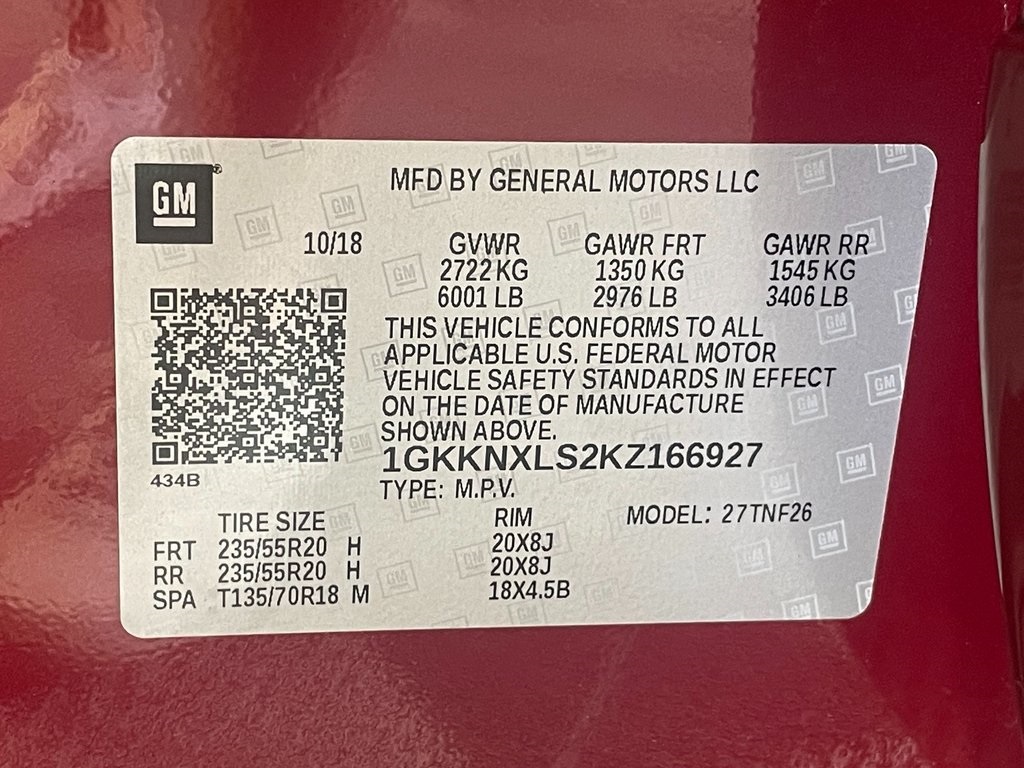 GM
MFD BY GENERAL MOTORS LLC
10/18 GVWR GAWR FRT GAWR RR
2722 KG 1350 KG 1545 KG
6001 LB 2976 LB 3406 LB
THIS VEHICLE CONFORMS TO ALL
APPLICABLE U.S. FEDERAL MOTOR
VEHICLE SAFETY STANDARDS IN EFFECT
ON THE DATE OF MANUFACTURE
SHOWN ABOVE.
1GKKNXLS2KZ166927
434B
TYPE: M.P.V.
TIRE SIZE RIM MODEL: 27TNF26
FRT 235/55R20 H 20X8J
RR 235/55R20 H 20X8J
SPA T135/70R18 M 18X4.5B